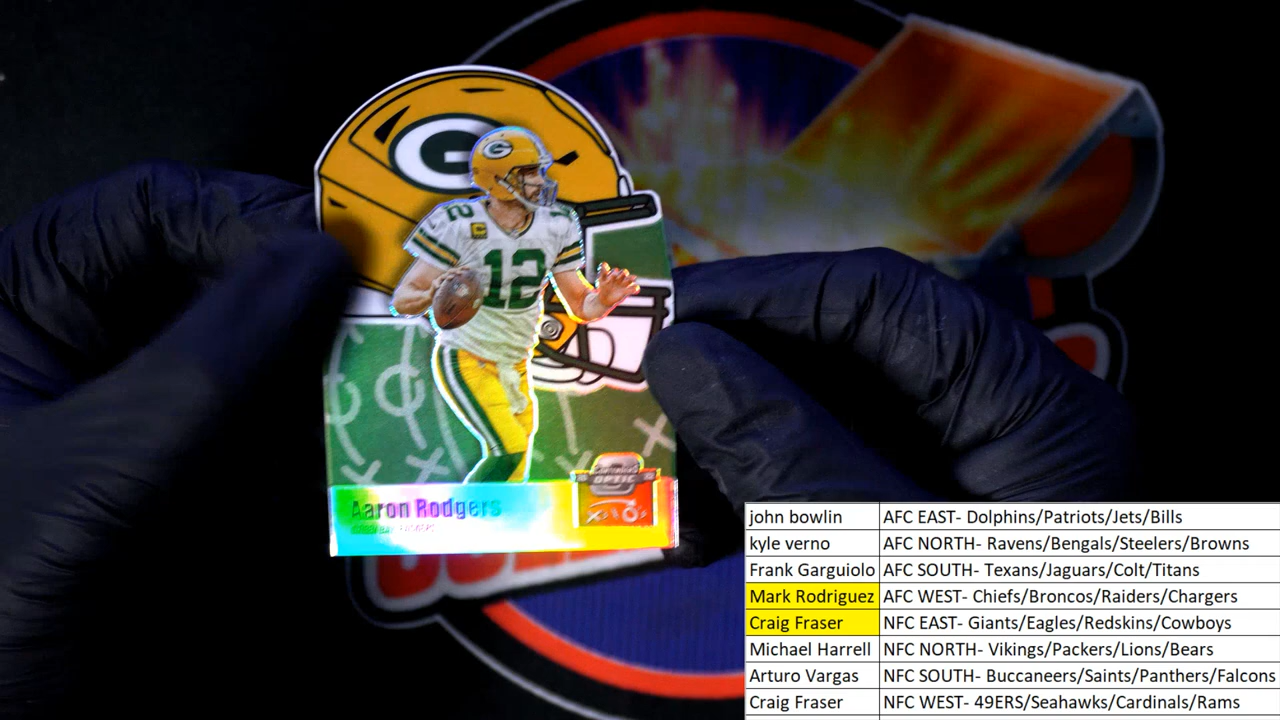 G
G
2
C
12
Aaron Rodgers
OPTIC
X's & O's
john bowlin AFC EAST- Dolphins/Patriots/Jets/Bills
kyle verno AFC NORTH- Ravens/Bengals/Steelers/Browns
Frank Garguiolo AFC SOUTH- Texans/Jaguars/Colt/Titans
Mark Rodriguez AFC WEST- Chiefs/Broncos/Raiders/Chargers
Craig Fraser NFC EAST- Giants/Eagles/Redskins/Cowboys
Michael Harrell NFC NORTH- Vikings/Packers/Lions/Bears
Arturo Vargas NFC SOUTH- Buccaneers/Saints/Panthers/Falcons
Craig Fraser NFC WEST- 49ERS/Seahawks/Cardinals/Rams